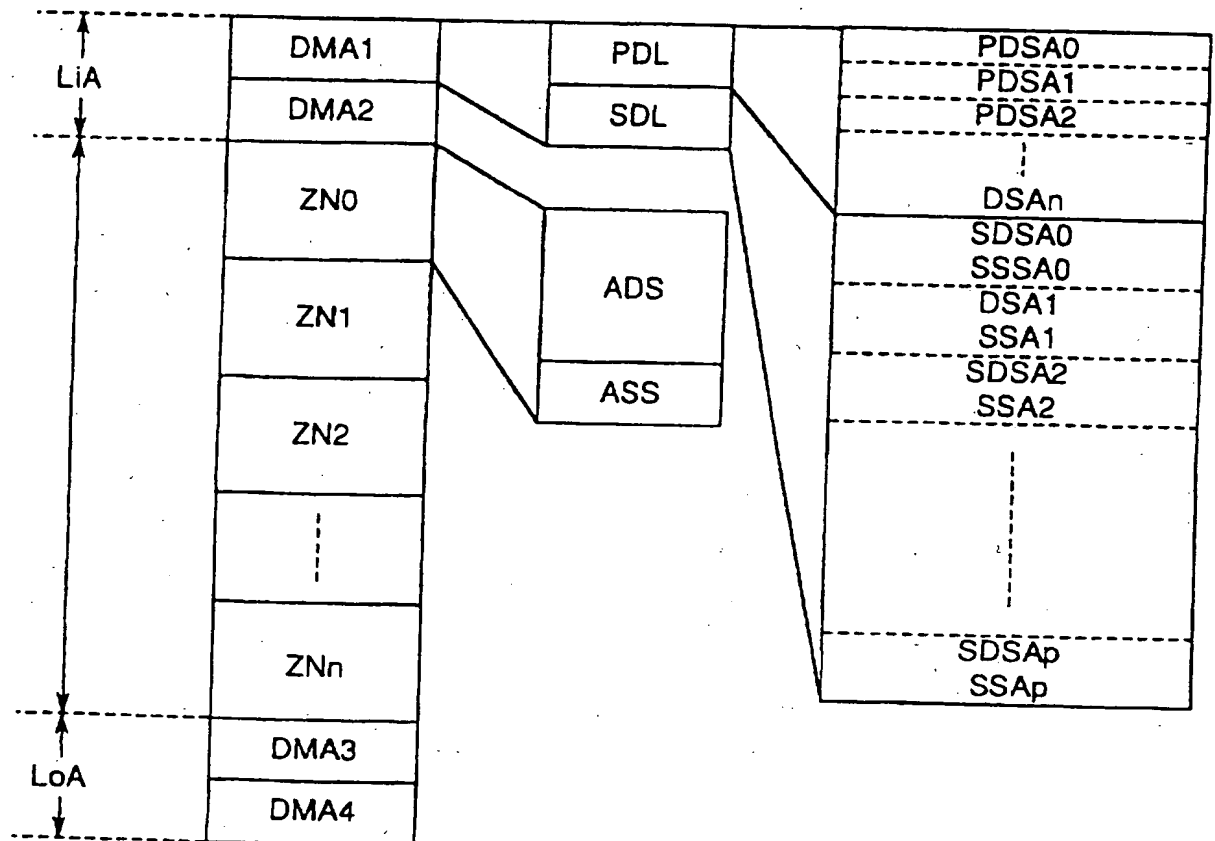 LiA
DMA1
DMA2
ZN0
ZN1
ZN2
ZNn
LoA
DMA3
DMA4
PDL
SDL
ADS
ASS
PDSA0
PDSA1
PDSA2
DSAn
SDSA0
SSSA0
DSA1
SSA1
SDSA2
SSA2
SDSAp
SSAp